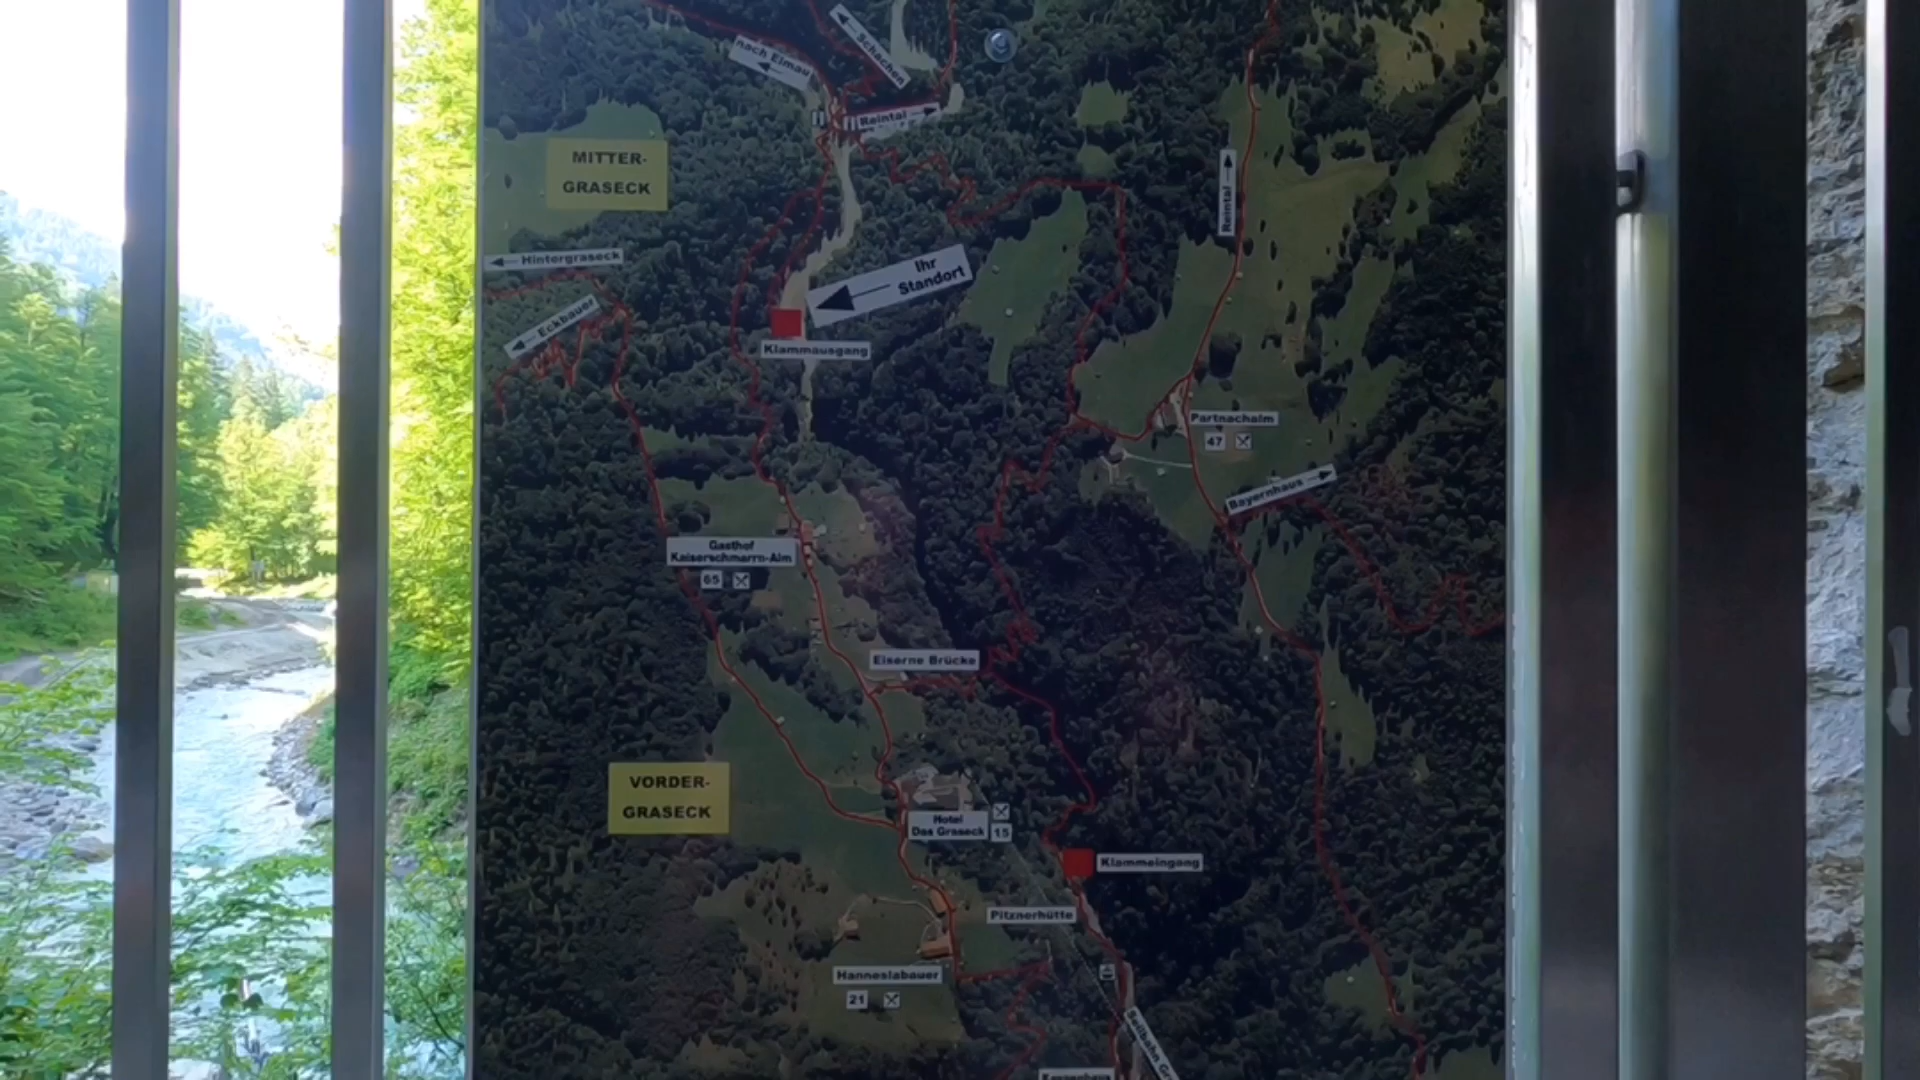 Schachen
nach Elmau
Reintal
MITTER-
GRASECK
Reintal
Hintergraseck
Ihr
Standort
Eckbauer
Klammausgang
Partnachalm
47
Bayernhaus
Gasthof
Kaiserschmarrn-Alm
65
Eiserne Brücke
VORDER-
GRASECK
Hotel
Das Graseck
15
Klammeingang
Pitznerhütte
Hanneslabauer
21
Seilbahn